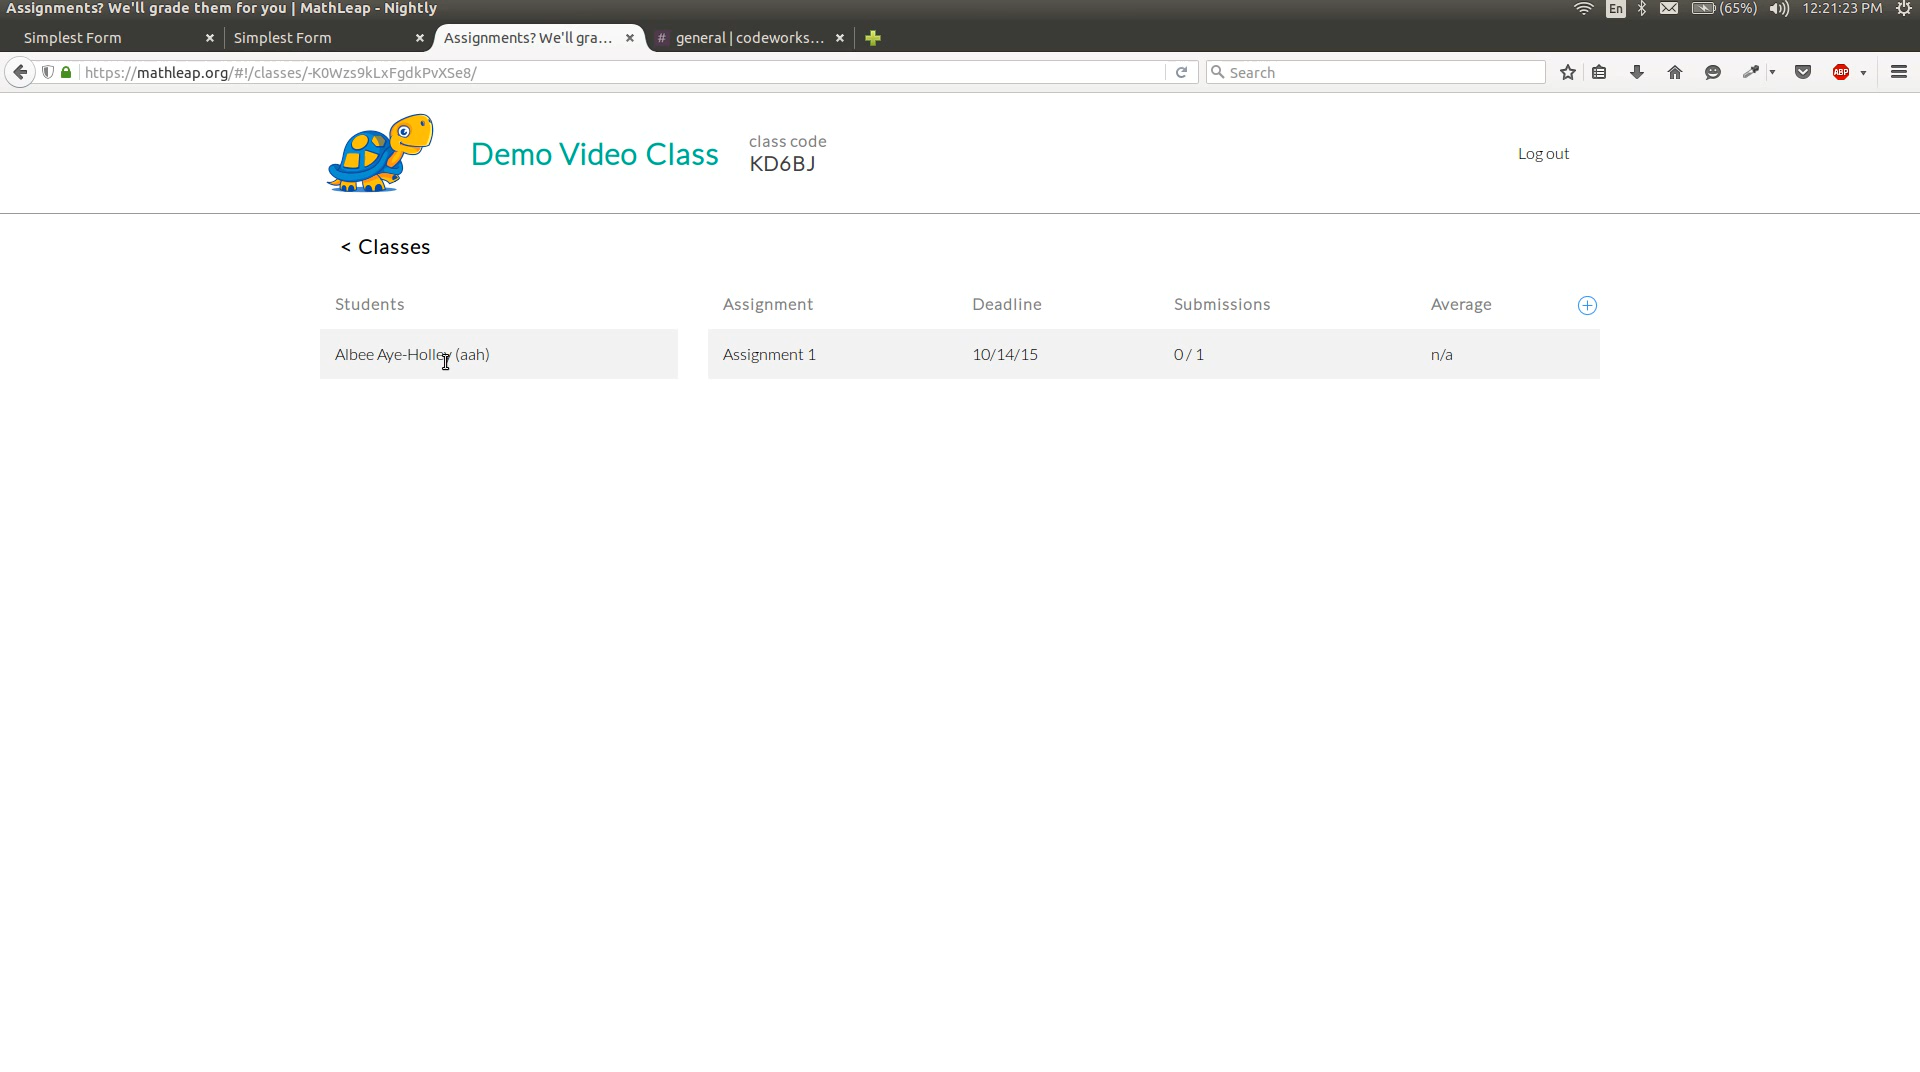 Assignments? We'll grade them for you | MathLeap - Nightly
En
(65%)
12:21:23 PM
Simplest Form
Simplest Form
Assignments? We'll gra...
# general | codeworks...
https://mathleap.org/#!/classes/-K0Wzs9kLxFgdkPvXSe8/
Search
ABP
Demo Video Class
class code
KD6BJ
Log out
< Classes
Students
Assignment
Deadline
Submissions
Average
Albee Aye-Holley (aah)
Assignment 1
10/14/15
0 / 1
n/a